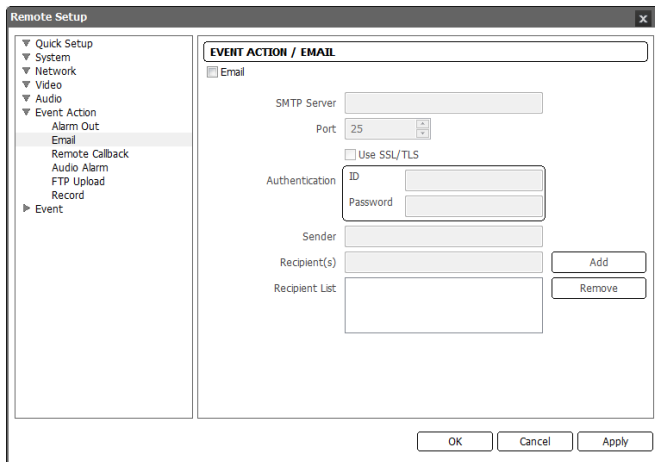 Remote Setup
x
Quick Setup
System
Network
Video
Audio
Event Action
Alarm Out
Email
Remote Callback
Audio Alarm
FTP Upload
Record
Event
EVENT ACTION / EMAIL
Email
SMTP Server
Port 25
Use SSL/TLS
Authentication
ID
Password
Sender
Recipient(s)
Add
Recipient List
Remove
OK
Cancel
Apply